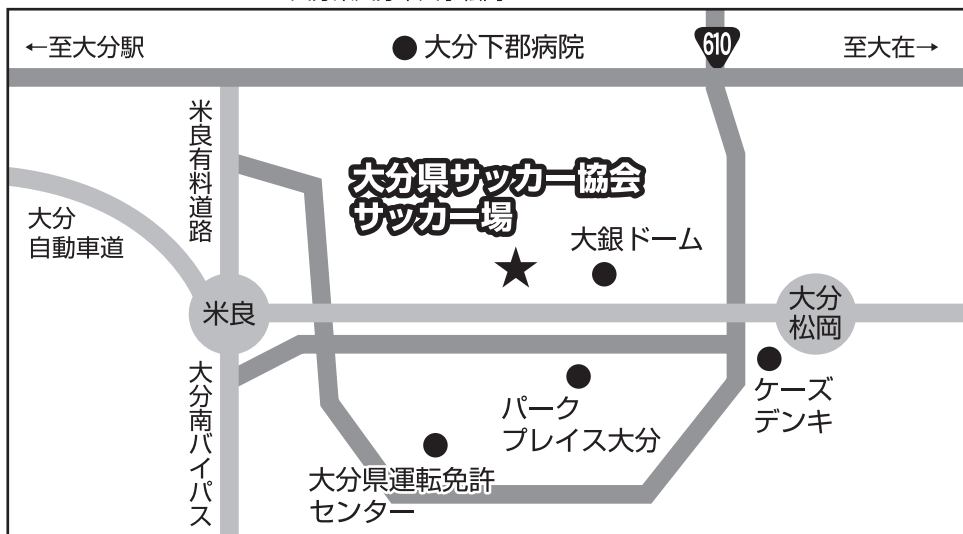 ←至大分駅
大分下郡病院
610
至大在→
米良有料道路
大分県サッカー協会
サッカー場
大分
自動車道
大銀ドーム
米良
大分
松岡
大分南バイパス
パーク
プレイス大分
ケーズ
デンキ
大分県運転免許
センター